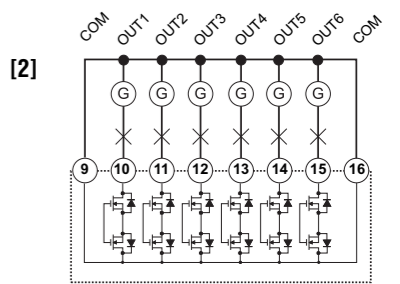 COM OUT1 OUT2 OUT3 OUT4 OUT5 OUT6 COM
[2]
G G G G G G
9 10 11 12 13 14 15 16